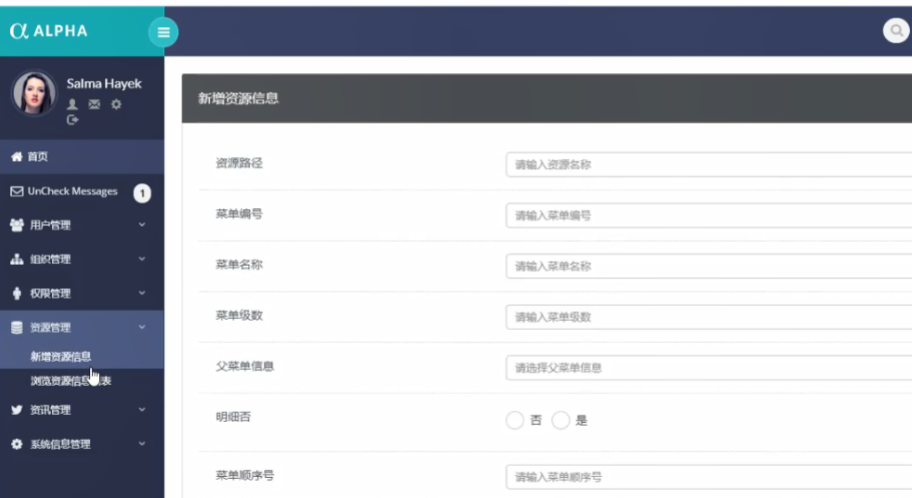 α ALPHA
Salma Hayek
首页
UnCheck Messages 1
用户管理
组织管理
权限管理
资源管理
新增资源信息
浏览资源信息列表
资讯管理
系统信息管理
新增资源信息
资源路径 请输入资源名称
菜单编号 请输入菜单编号
菜单名称 请输入菜单名称
菜单级数 请输入菜单级数
父菜单信息 请选择父菜单信息
明细否 否 是
菜单顺序号 请输入菜单顺序号